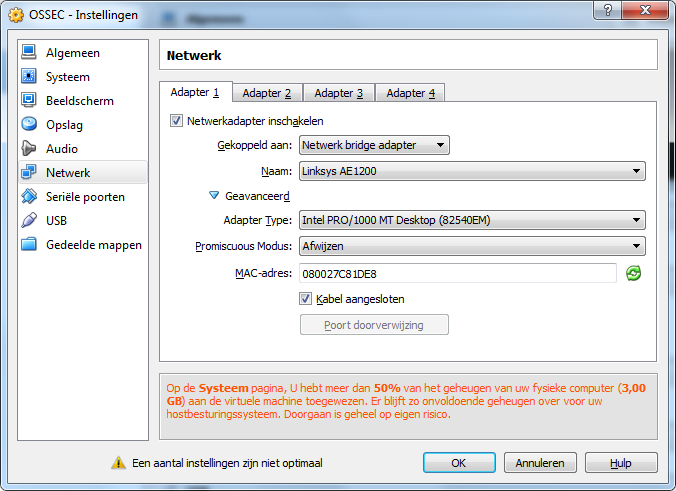 OSSEC - Instellingen
Algemeen
Systeem
Beeldscherm
Opslag
Audio
Netwerk
Seriële poorten
USB
Gedeelde mappen
Netwerk
Adapter 1 Adapter 2 Adapter 3 Adapter 4
Netwerkadapter inschakelen
Gekoppeld aan: Netwerk bridge adapter
Naam: Linksys AE1200
Geavanceerd
Adapter Type: Intel PRO/1000 MT Desktop (82540EM)
Promiscuous Modus: Afwijzen
MAC-adres: 080027C81DE8
Kabel aangesloten
Poort doorverwijzing
Op de Systeem pagina, U hebt meer dan 50% van het geheugen van uw fysieke computer (3,00
GB) aan de virtuele machine toegewezen. Er blijft zo onvoldoende geheugen over voor uw
hostbesturingssysteem. Doorgaan is geheel op eigen risico.
Een aantal instellingen zijn niet optimaal
OK Annuleren Hulp